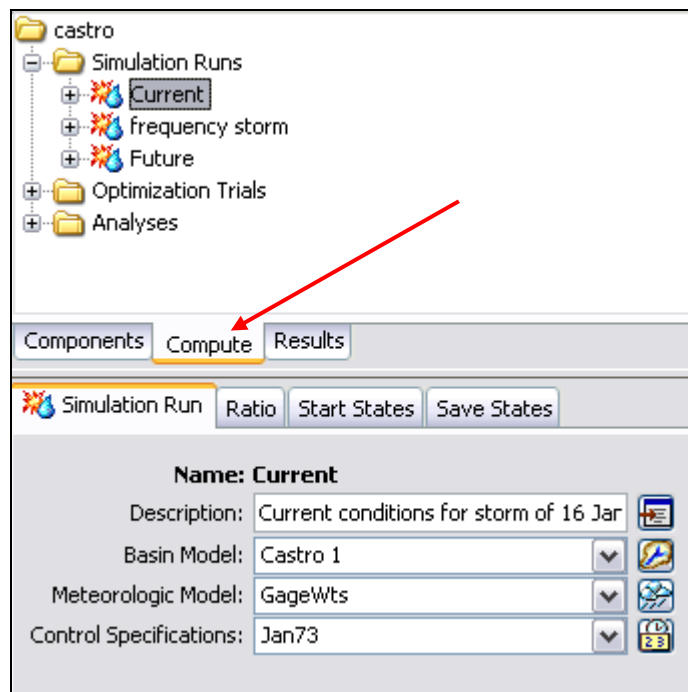 castro
Simulation Runs
Current
frequency storm
Future
Optimization Trials
Analyses
Components Compute Results
Simulation Run Ratio Start States Save States
Name: Current
Description: Current conditions for storm of 16 Jan
Basin Model: Castro 1
Meteorologic Model: GageWts
Control Specifications: Jan73